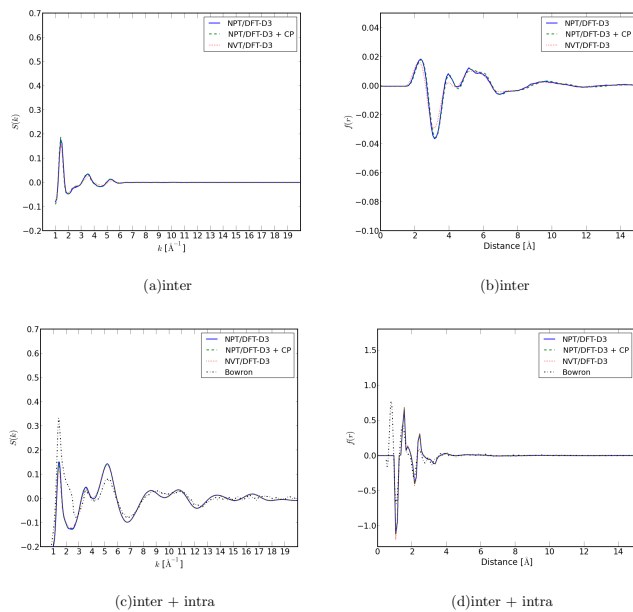 NPT/DFT-D3
NPT/DFT-D3 + CP
NVT/DFT-D3
S(k)
0.7
0.6
0.5
0.4
0.3
0.2
0.1
0.0
−0.1
−0.2
1 2 3 4 5 6 7 8 9 10 11 12 13 14 15 16 17 18 19
k [Å⁻¹]
(a)inter
NPT/DFT-D3
NPT/DFT-D3 + CP
NVT/DFT-D3
f(r)
0.04
0.02
0.00
−0.02
−0.04
−0.06
−0.08
−0.10
0 2 4 6 8 10 12 14
Distance [Å]
(b)inter
NPT/DFT-D3
NPT/DFT-D3 + CP
NVT/DFT-D3
Bowron
S(k)
0.7
0.6
0.5
0.4
0.3
0.2
0.1
0.0
−0.1
−0.2
1 2 3 4 5 6 7 8 9 10 11 12 13 14 15 16 17 18 19
k [Å⁻¹]
(c)inter + intra
NPT/DFT-D3
NPT/DFT-D3 + CP
NVT/DFT-D3
Bowron
f(r)
1.5
1.0
0.5
0.0
−0.5
−1.0
0 2 4 6 8 10 12 14
Distance [Å]
(d)inter + intra